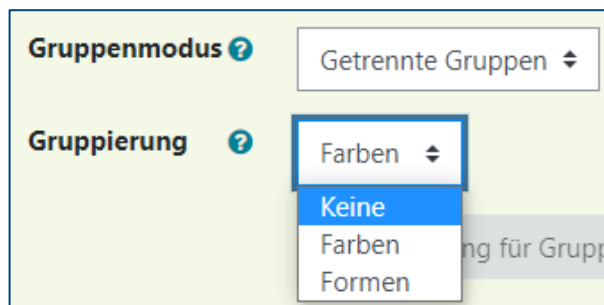 Gruppenmodus ?
Getrennte Gruppen
Gruppierung ?
Farben
Keine
Farben
ng für Grupp
Formen